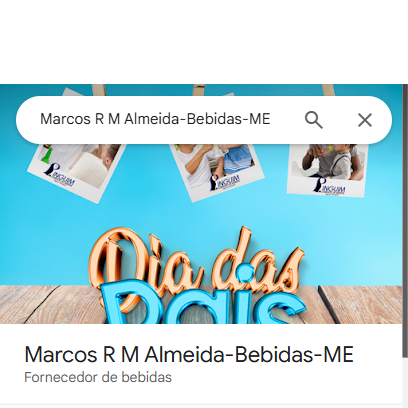 Marcos R M Almeida-Bebidas-ME
PINGUIM
PINGUIM
PINGUIM
Dia das
Pais
Marcos R M Almeida-Bebidas-ME
Fornecedor de bebidas